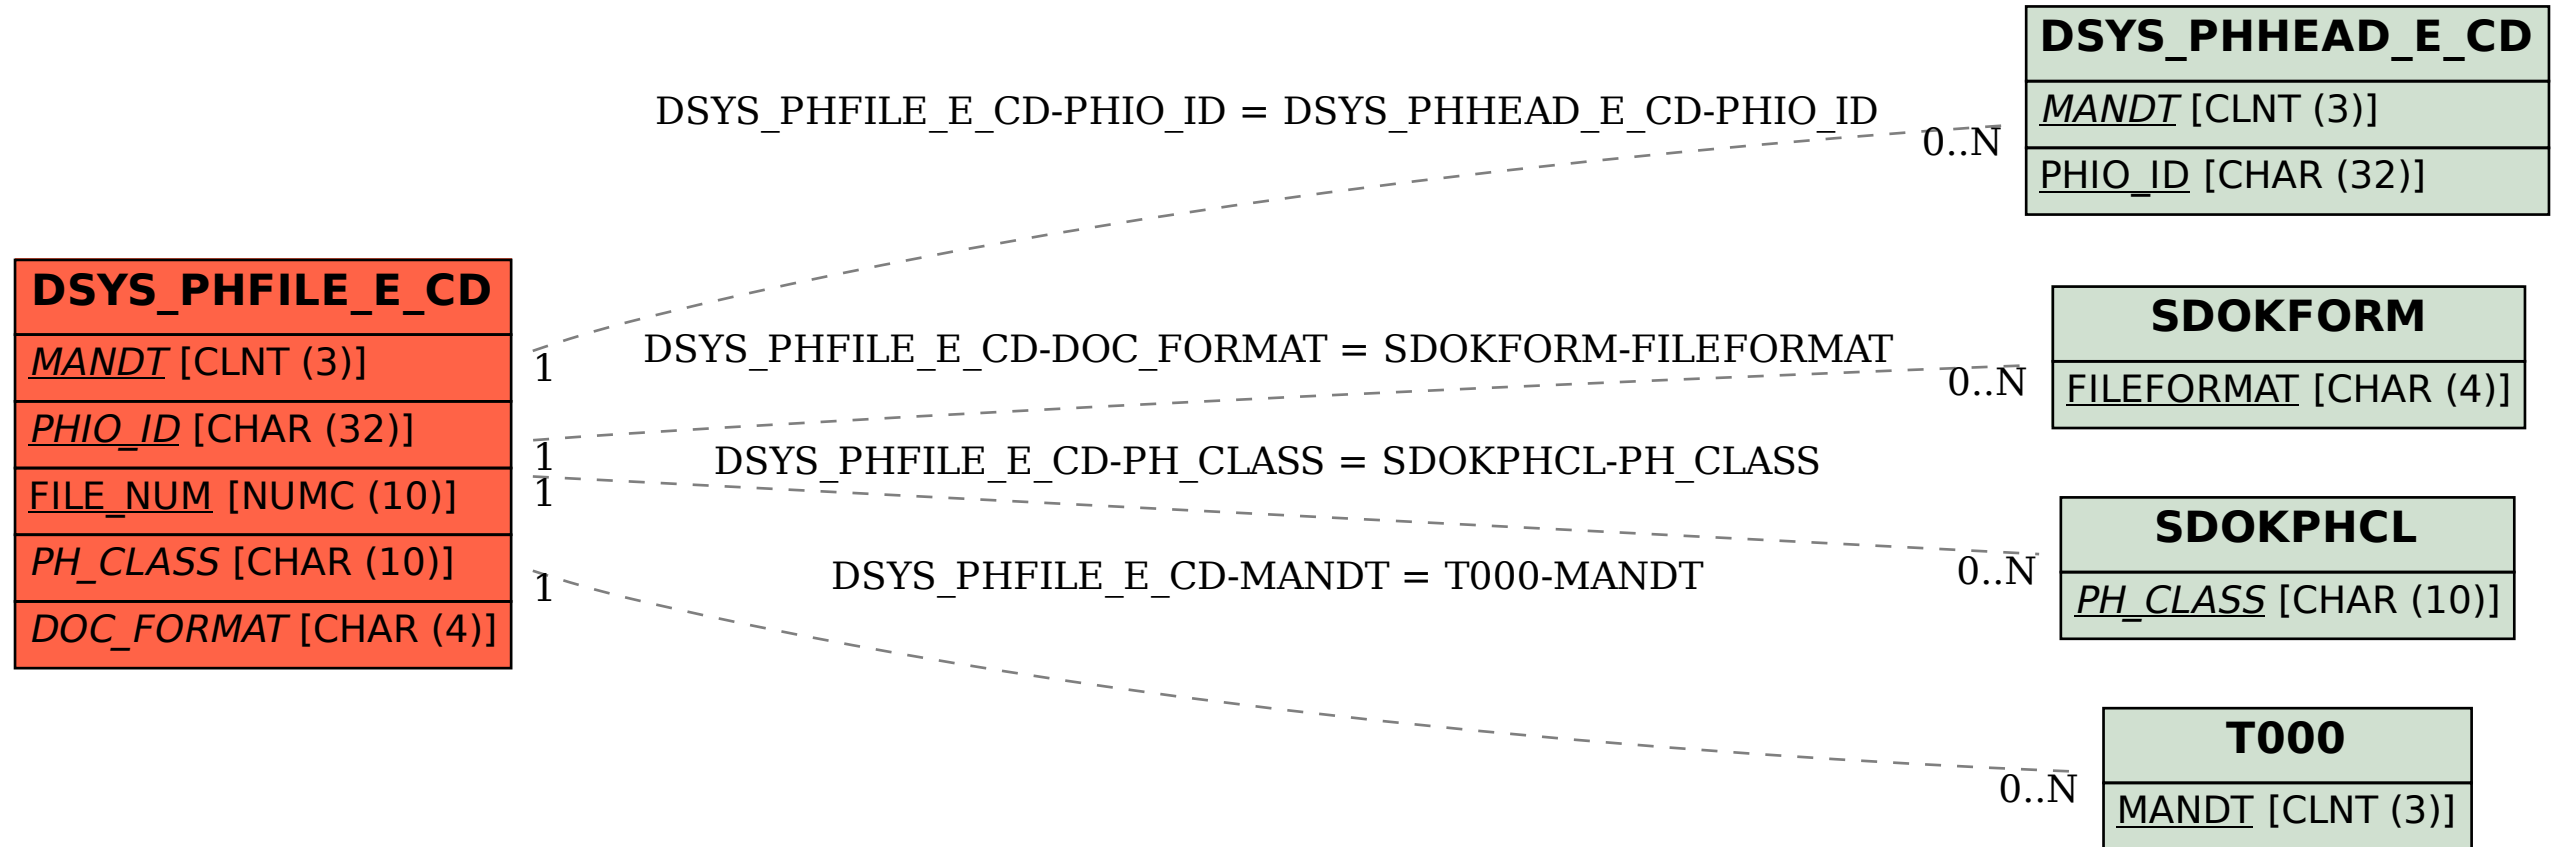 DSYS_PHFILE_E_CD
MANDT [CLNT (3)]
PHIO_ID [CHAR (32)]
FILE_NUM [NUMC (10)]
PH_CLASS [CHAR (10)]
DOC_FORMAT [CHAR (4)]
DSYS_PHFILE_E_CD-PHIO_ID = DSYS_PHHEAD_E_CD-PHIO_ID
1
0..N
DSYS_PHFILE_E_CD-DOC_FORMAT = SDOKFORM-FILEFORMAT
1
0..N
DSYS_PHFILE_E_CD-PH_CLASS = SDOKPHCL-PH_CLASS
1
0..N
DSYS_PHFILE_E_CD-MANDT = T000-MANDT
1
0..N
DSYS_PHHEAD_E_CD
MANDT [CLNT (3)]
PHIO_ID [CHAR (32)]
SDOKFORM
FILEFORMAT [CHAR (4)]
SDOKPHCL
PH_CLASS [CHAR (10)]
T000
MANDT [CLNT (3)]